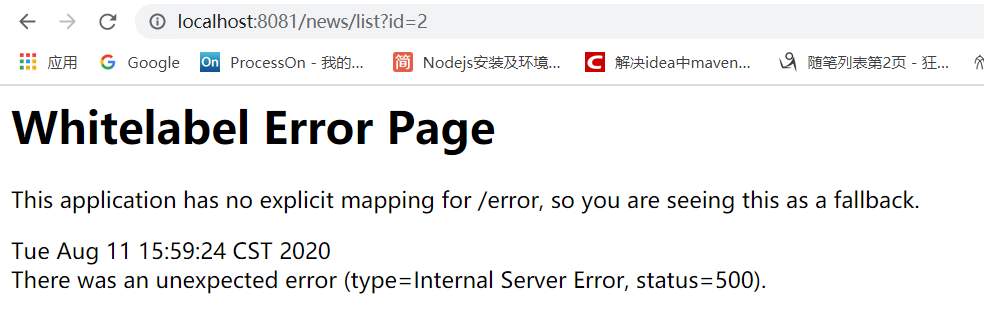 localhost:8081/news/list?id=2
应用 Google On ProcessOn - 我的... 简 Nodejs安装及环境... C 解决idea中maven... 随笔列表第2页 - 狂...
Whitelabel Error Page
This application has no explicit mapping for /error, so you are seeing this as a fallback.
Tue Aug 11 15:59:24 CST 2020
There was an unexpected error (type=Internal Server Error, status=500).